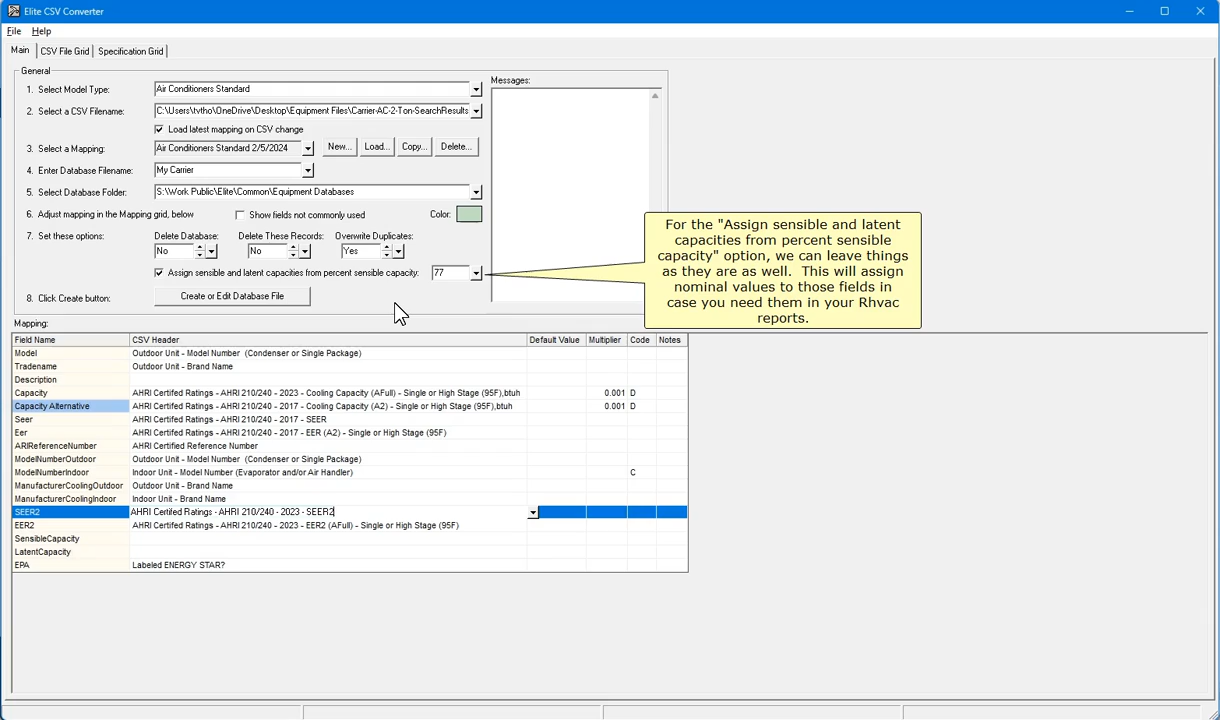 Elite CSV Converter
File Help
Main CSV File Grid Specification Grid
General
1. Select Model Type: Air Conditioners Standard
2. Select a CSV Filename: C:\Users\tvtho\OneDrive\Desktop\Equipment Files\Carrier-AC-2-Ton-SearchResults
Load latest mapping on CSV change
3. Select a Mapping: Air Conditioners Standard 2/5/2024 New... Load... Copy... Delete...
4. Enter Database Filename: My Carrier
5. Select Database Folder: S:\Work Public\Elite\Common\Equipment Databases
6. Adjust mapping in the Mapping grid, below Show fields not commonly used Color:
7. Set these options: Delete Database: Delete These Records: Overwrite Duplicates:
No No Yes
Assign sensible and latent capacities from percent sensible capacity: 77
8. Click Create button: Create or Edit Database File
Messages:
For the "Assign sensible and latent
capacities from percent sensible
capacity" option, we can leave things
as they are as well. This will assign
nominal values to those fields in
case you need them in your Rhvac
reports.
Mapping:
Field Name CSV Header Default Value Multiplier Code Notes
Model Outdoor Unit - Model Number (Condenser or Single Package)
Tradename Outdoor Unit - Brand Name
Description
Capacity AHRI Certifed Ratings - AHRI 210/240 - 2023 - Cooling Capacity (AFull) - Single or High Stage (95F),btuh 0.001 D
Capacity Alternative AHRI Certifed Ratings - AHRI 210/240 - 2017 - Cooling Capacity (A2) - Single or High Stage (95F),btuh 0.001 D
Seer AHRI Certifed Ratings - AHRI 210/240 - 2017 - SEER
Eer AHRI Certifed Ratings - AHRI 210/240 - 2017 - EER (A2) - Single or High Stage (95F)
ARIReferenceNumber AHRI Certified Reference Number
ModelNumberOutdoor Outdoor Unit - Model Number (Condenser or Single Package)
ModelNumberIndoor Indoor Unit - Model Number (Evaporator and/or Air Handler) C
ManufacturerCoolingOutdoor Outdoor Unit - Brand Name
ManufacturerCoolingIndoor Indoor Unit - Brand Name
SEER2 AHRI Certifed Ratings - AHRI 210/240 - 2023 - SEER2
EER2 AHRI Certifed Ratings - AHRI 210/240 - 2023 - EER2 (AFull) - Single or High Stage (95F)
SensibleCapacity
LatentCapacity
EPA Labeled ENERGY STAR?